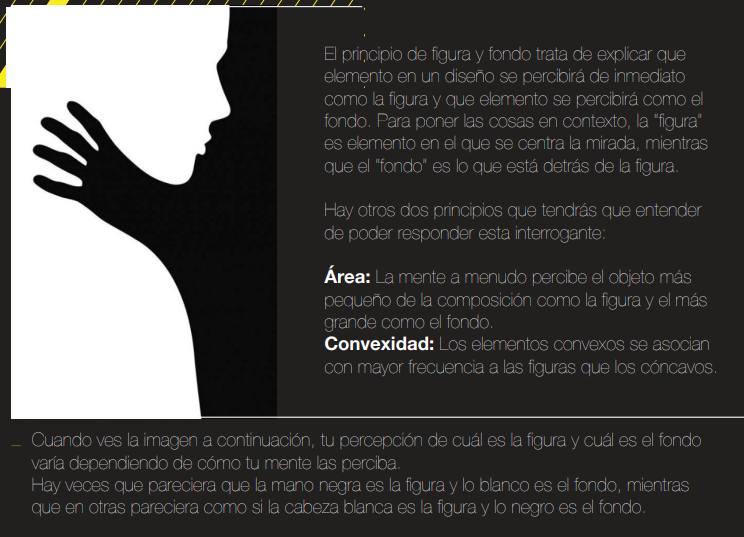 El principio de figura y fondo trata de explicar que
elemento en un diseño se percibirá de inmediato
como la figura y que elemento se percibirá como el
fondo. Para poner las cosas en contexto, la "figura"
es elemento en el que se centra la mirada, mientras
que el "fondo" es lo que está detrás de la figura.
Hay otros dos principios que tendrás que entender
de poder responder esta interrogante:
Área: La mente a menudo percibe el objeto más
pequeño de la composición como la figura y el más
grande como el fondo.
Convexidad: Los elementos convexos se asocian
con mayor frecuencia a las figuras que los cóncavos.
Cuando ves la imagen a continuación, tu percepción de cuál es la figura y cuál es el fondo
varía dependiendo de cómo tu mente las perciba.
Hay veces que pareciera que la mano negra es la figura y lo blanco es el fondo, mientras
que en otras pareciera como si la cabeza blanca es la figura y lo negro es el fondo.